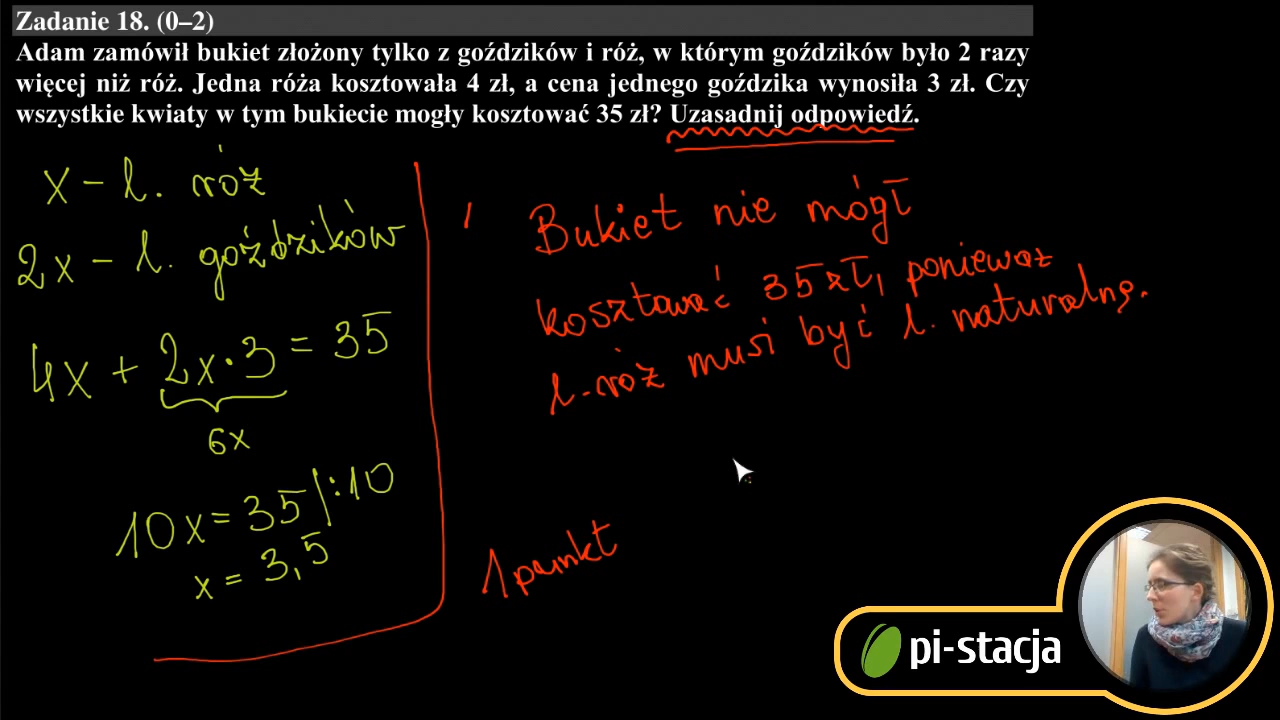 Zadanie 18. (0–2)
Adam zamówił bukiet złożony tylko z goździków i róż, w którym goździków było 2 razy
więcej niż róż. Jedna róża kosztowała 4 zł, a cena jednego goździka wynosiła 3 zł. Czy
wszystkie kwiaty w tym bukiecie mogły kosztować 35 zł? Uzasadnij odpowiedź.
x – l. róż
2x – l. goździków
4x + 2x · 3 = 35
6x
10x = 35 /:10
x = 3,5
Bukiet nie mógł
kosztować 35 zł, ponieważ
l. róż musi być l. naturalną.
1 punkt
pi-stacja